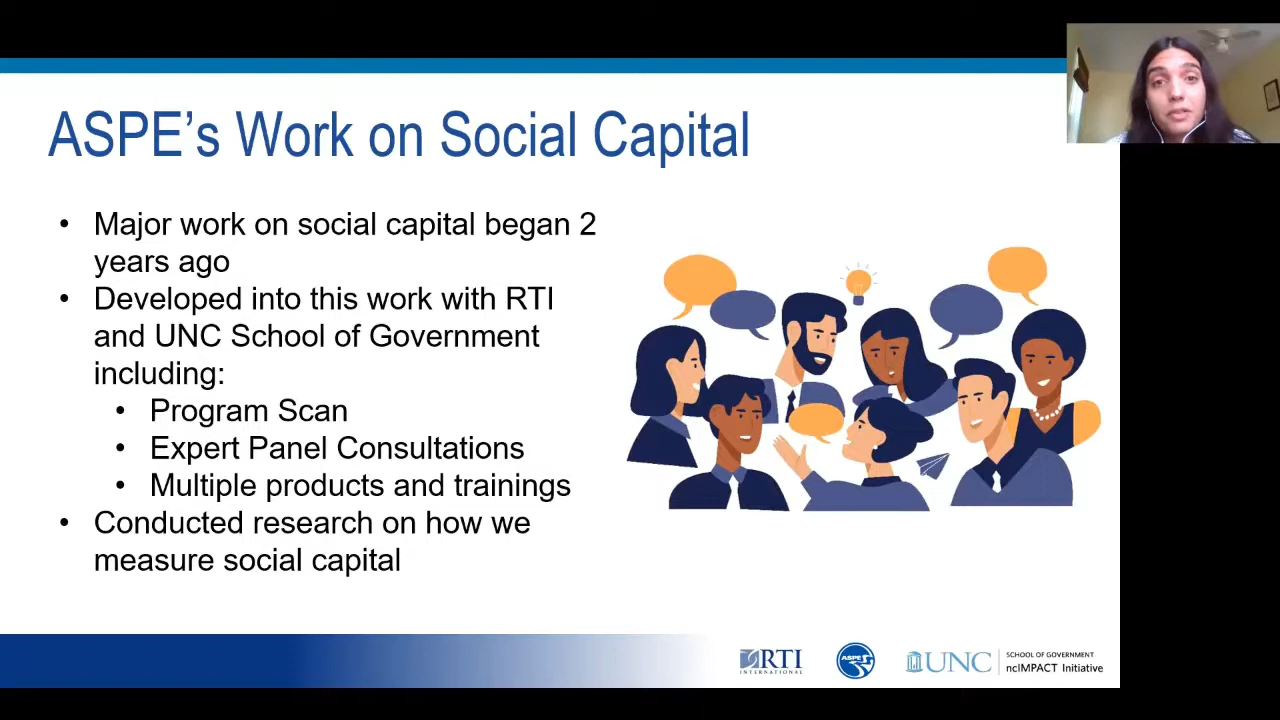 ASPE’s Work on Social Capital
• Major work on social capital began 2
years ago
• Developed into this work with RTI
and UNC School of Government
including:
• Program Scan
• Expert Panel Consultations
• Multiple products and trainings
• Conducted research on how we
measure social capital
RTI
INTERNATIONAL
ASPE
UNC
SCHOOL OF GOVERNMENT
ncIMPACT Initiative